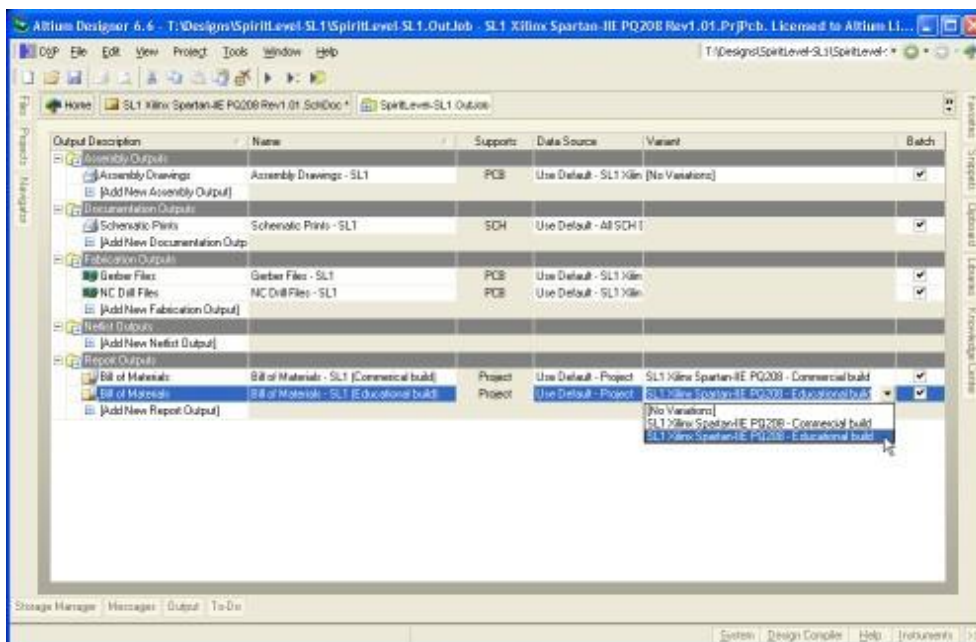 Altium Designer 6.6 - T:\Designs\SpiritLevel-SL1\SpiritLevel-SL1.OutJob - SL1 Xilinx Spartan-IIE PQ208 Rev1.01.PrjPcb. Licensed to Altium Li...
DXP File Edit View Project Tools Window Help
T:\Designs\SpiritLevel-SL1\SpiritLevel-
Home SL1 Xilinx Spartan-IIE PQ208 Rev1.01.SchDoc * SpiritLevel-SL1.OutJob
Files
Projects
Navigator
Output Description Name Supports Data Source Variant Batch
Assembly Outputs
Assembly Drawings Assembly Drawings - SL1 PCB Use Default - SL1 Xilin [No Variations]
[Add New Assembly Output]
Documentation Outputs
Schematic Prints Schematic Prints - SL1 SCH Use Default - All SCH D
[Add New Documentation Outp
Fabrication Outputs
Gerber Files Gerber Files - SL1 PCB Use Default - SL1 Xilin
NC Drill Files NC Drill Files - SL1 PCB Use Default - SL1 Xilin
[Add New Fabrication Output]
Netlist Outputs
[Add New Netlist Output]
Report Outputs
Bill of Materials Bill of Materials - SL1 (Commerical build) Project Use Default - Project SL1 Xilinx Spartan-IIE PQ208 - Commercial build
Bill of Materials Bill of Materials - SL1 (Educational build) Project Use Default - Project SL1 Xilinx Spartan-IIE PQ208 - Educational build
[Add New Report Output]
[No Variations]
SL1 Xilinx Spartan-IIE PQ208 - Commercial build
SL1 Xilinx Spartan-IIE PQ208 - Educational build
Favorites
Snippets
Clipboard
Libraries
Knowledge Center
Storage Manager Messages Output To-Do
System Design Compiler Help Instruments